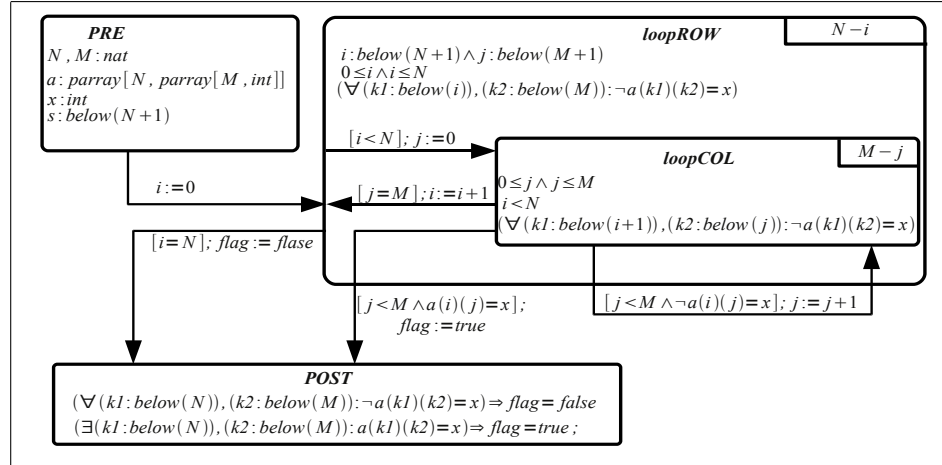 PRE
N , M : nat
a : parray[ N , parray[ M , int ]]
x : int
s : below( N +1)
loopROW
N − i
i : below( N +1) ∧ j : below( M +1)
0≤i ∧ i≤N
(∀(k1: below(i)),(k2: below( M )): ¬a(k1)(k2)= x)
[i< N]; j :=0
loopCOL
M − j
0≤ j ∧ j≤M
i< N
(∀(k1: below(i+1)),(k2: below( j)): ¬a(k1)(k2)= x)
i :=0
[ j= M]; i := i+1
[i= N]; flag := flase
[ j< M ∧ a(i)( j)= x];
flag := true
[ j< M ∧ ¬a(i)( j)= x]; j := j+1
POST
(∀(k1: below( N )),(k2: below( M )): ¬a(k1)(k2)= x)⇒ flag= false
(∃(k1: below( N )),(k2: below( M )): a(k1)(k2)= x)⇒ flag= true ;